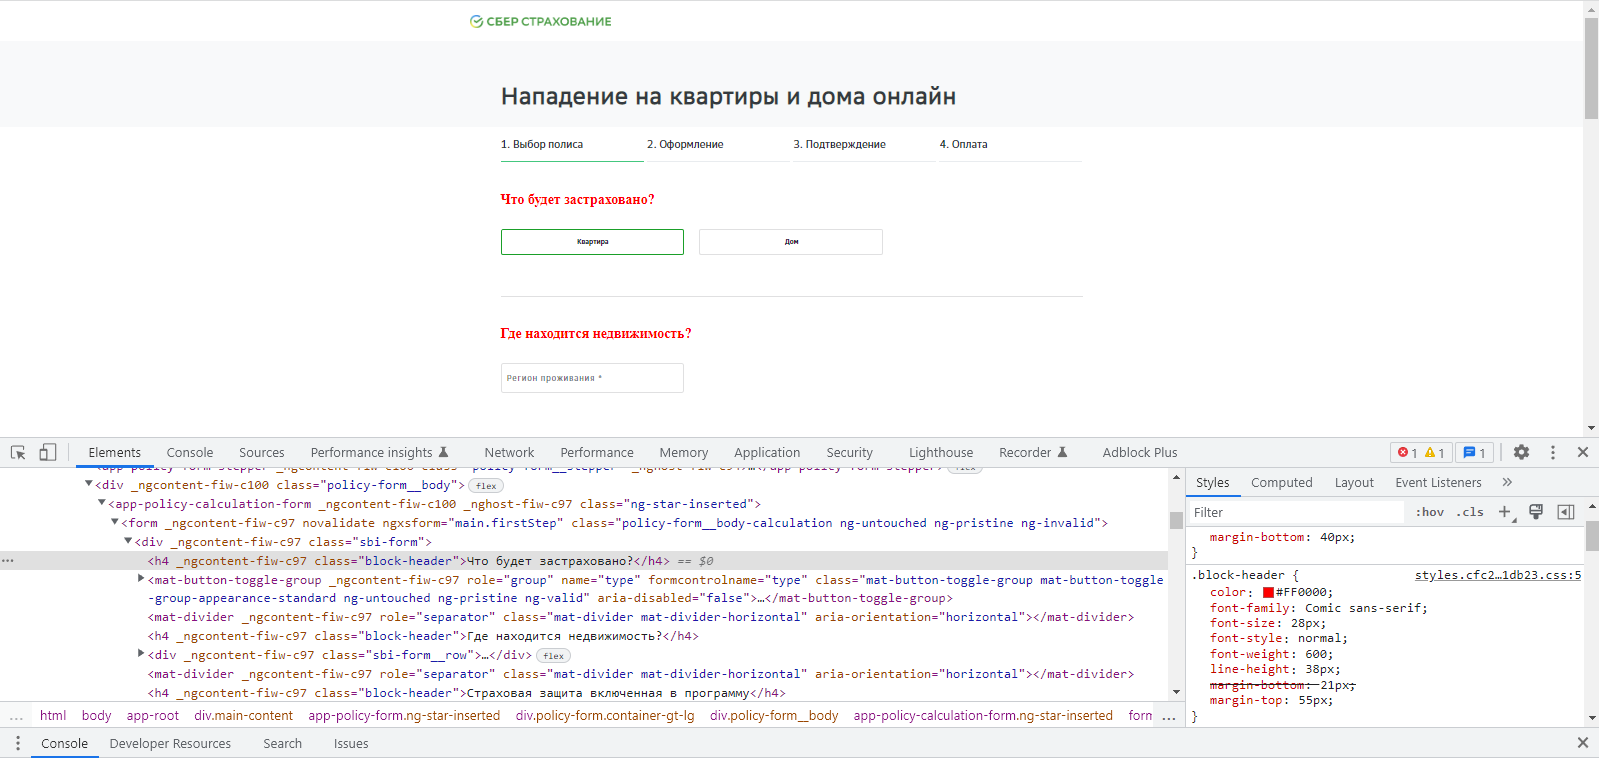 СБЕР СТРАХОВАНИЕ
Нападение на квартиры и дома онлайн
1. Выбор полиса 2. Оформление 3. Подтверждение 4. Оплата
Что будет застраховано?
Квартира Дом
Где находится недвижимость?
Регион проживания *
Elements Console Sources Performance insights Network Performance Memory Application Security Lighthouse Recorder Adblock Plus 1 1 1
<div _ngcontent-fiw-c100 class="policy-form__body"> flex
<app-policy-calculation-form _ngcontent-fiw-c100 _nghost-fiw-c97 class="ng-star-inserted">
<form _ngcontent-fiw-c97 novalidate ngxsform="main.firstStep" class="policy-form__body-calculation ng-untouched ng-pristine ng-invalid">
<div _ngcontent-fiw-c97 class="sbi-form">
… <h4 _ngcontent-fiw-c97 class="block-header">Что будет застраховано?</h4> == $0
<mat-button-toggle-group _ngcontent-fiw-c97 role="group" name="type" formcontrolname="type" class="mat-button-toggle-group mat-button-toggle
-group-appearance-standard ng-untouched ng-pristine ng-valid" aria-disabled="false">…</mat-button-toggle-group>
<mat-divider _ngcontent-fiw-c97 role="separator" class="mat-divider mat-divider-horizontal" aria-orientation="horizontal"></mat-divider>
<h4 _ngcontent-fiw-c97 class="block-header">Где находится недвижимость?</h4>
<div _ngcontent-fiw-c97 class="sbi-form__row">…</div> flex
<mat-divider _ngcontent-fiw-c97 role="separator" class="mat-divider mat-divider-horizontal" aria-orientation="horizontal"></mat-divider>
<h4 _ngcontent-fiw-c97 class="block-header">Страховая защита включенная в программу</h4>
… html body app-root div.main-content app-policy-form.ng-star-inserted div.policy-form.container-gt-lg div.policy-form__body app-policy-calculation-form.ng-star-inserted form …
Styles Computed Layout Event Listeners »
Filter :hov .cls +
margin-bottom: 40px;
}
.block-header { styles.cfc2…1db23.css:5
color: #FF0000;
font-family: Comic sans-serif;
font-size: 28px;
font-style: normal;
font-weight: 600;
line-height: 38px;
margin-bottom: 21px;
margin-top: 55px;
}
Console Developer Resources Search Issues